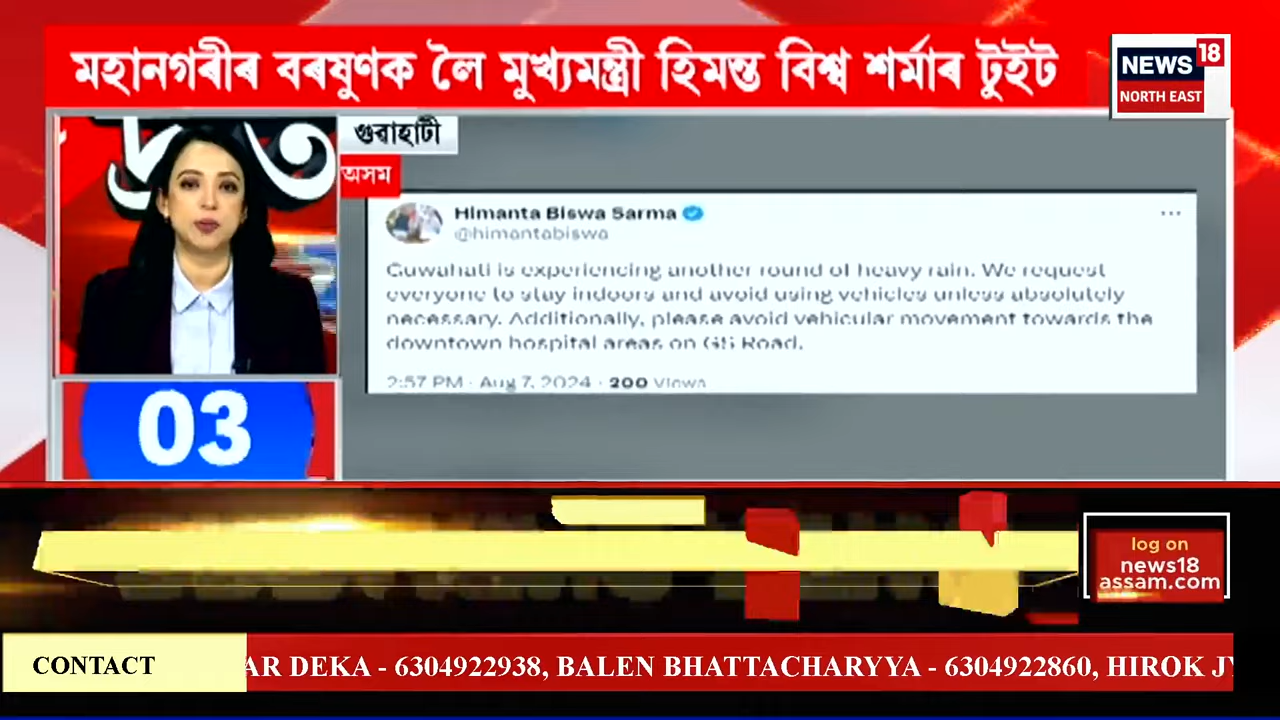 মহানগৰীৰ বৰষুণক লৈ মুখ্যমন্ত্ৰী হিমন্ত বিশ্ব শৰ্মাৰ টুইট
NEWS 18
NORTH EAST
গুৱাহাটী
অসম
Himanta Biswa Sarma
@himantabiswa
Guwahati is experiencing another round of heavy rain. We request
everyone to stay indoors and avoid using vehicles unless absolutely
necessary. Additionally, please avoid vehicular movement towards the
downtown hospital areas on GS Road.
2:57 PM · Aug 7, 2024 · 200 Views
03
log on
news18
assam.com
CONTACT
AR DEKA - 6304922938, BALEN BHATTACHARYYA - 6304922860, HIROK